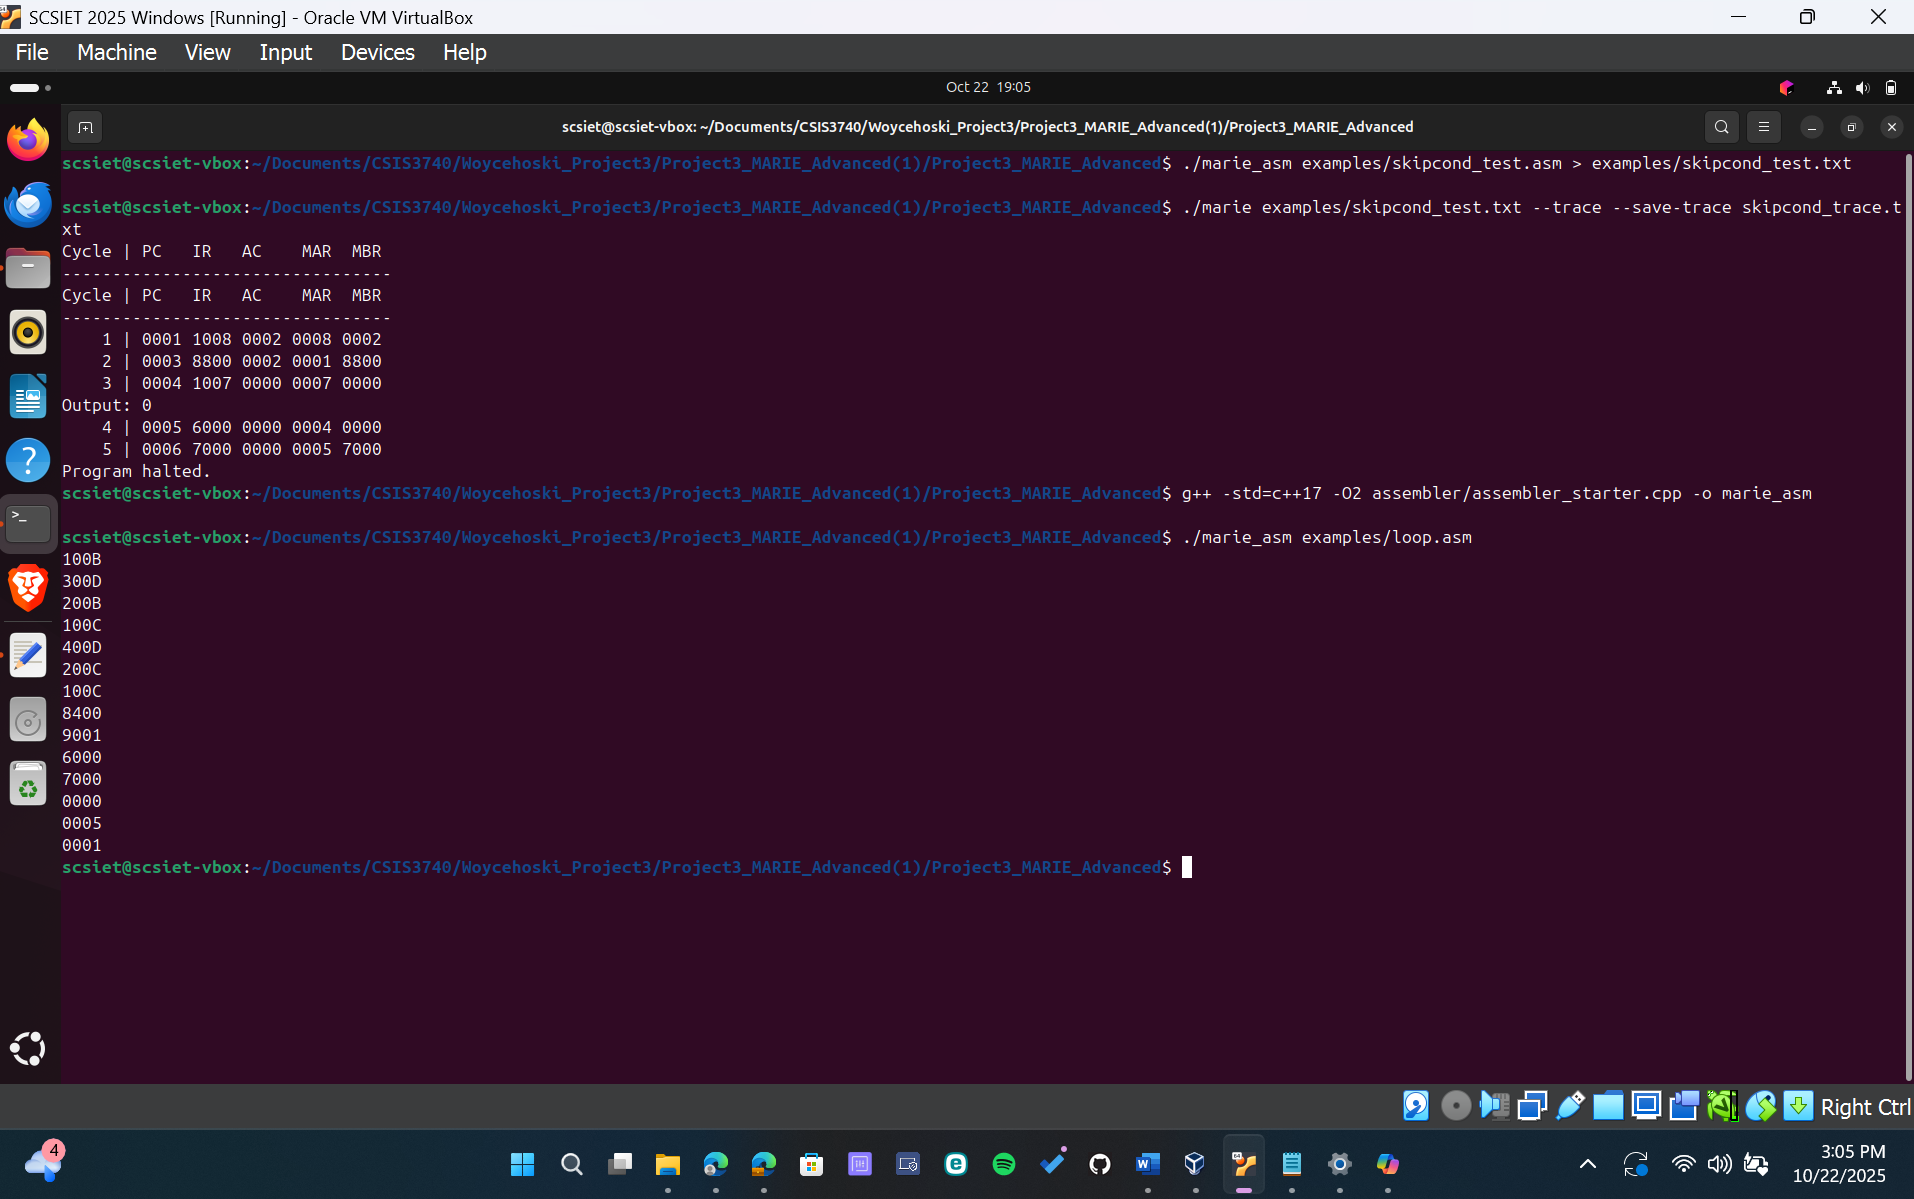 SCSIET 2025 Windows [Running] - Oracle VM VirtualBox
File Machine View Input Devices Help
Oct 22 19:05
scsiet@scsiet-vbox: ~/Documents/CSIS3740/Woycehoski_Project3/Project3_MARIE_Advanced(1)/Project3_MARIE_Advanced
scsiet@scsiet-vbox:~/Documents/CSIS3740/Woycehoski_Project3/Project3_MARIE_Advanced(1)/Project3_MARIE_Advanced$ ./marie_asm examples/skipcond_test.asm > examples/skipcond_test.txt
scsiet@scsiet-vbox:~/Documents/CSIS3740/Woycehoski_Project3/Project3_MARIE_Advanced(1)/Project3_MARIE_Advanced$ ./marie examples/skipcond_test.txt --trace --save-trace skipcond_trace.t
xt
Cycle | PC   IR   AC    MAR  MBR
---------------------------------
Cycle | PC   IR   AC    MAR  MBR
---------------------------------
    1 | 0001 1008 0002 0008 0002
    2 | 0003 8800 0002 0001 8800
    3 | 0004 1007 0000 0007 0000
Output: 0
    4 | 0005 6000 0000 0004 0000
    5 | 0006 7000 0000 0005 7000
Program halted.
scsiet@scsiet-vbox:~/Documents/CSIS3740/Woycehoski_Project3/Project3_MARIE_Advanced(1)/Project3_MARIE_Advanced$ g++ -std=c++17 -O2 assembler/assembler_starter.cpp -o marie_asm
scsiet@scsiet-vbox:~/Documents/CSIS3740/Woycehoski_Project3/Project3_MARIE_Advanced(1)/Project3_MARIE_Advanced$ ./marie_asm examples/loop.asm
100B
300D
200B
100C
400D
200C
100C
8400
9001
6000
7000
0000
0005
0001
scsiet@scsiet-vbox:~/Documents/CSIS3740/Woycehoski_Project3/Project3_MARIE_Advanced(1)/Project3_MARIE_Advanced$
Right Ctrl
4
3:05 PM
10/22/2025